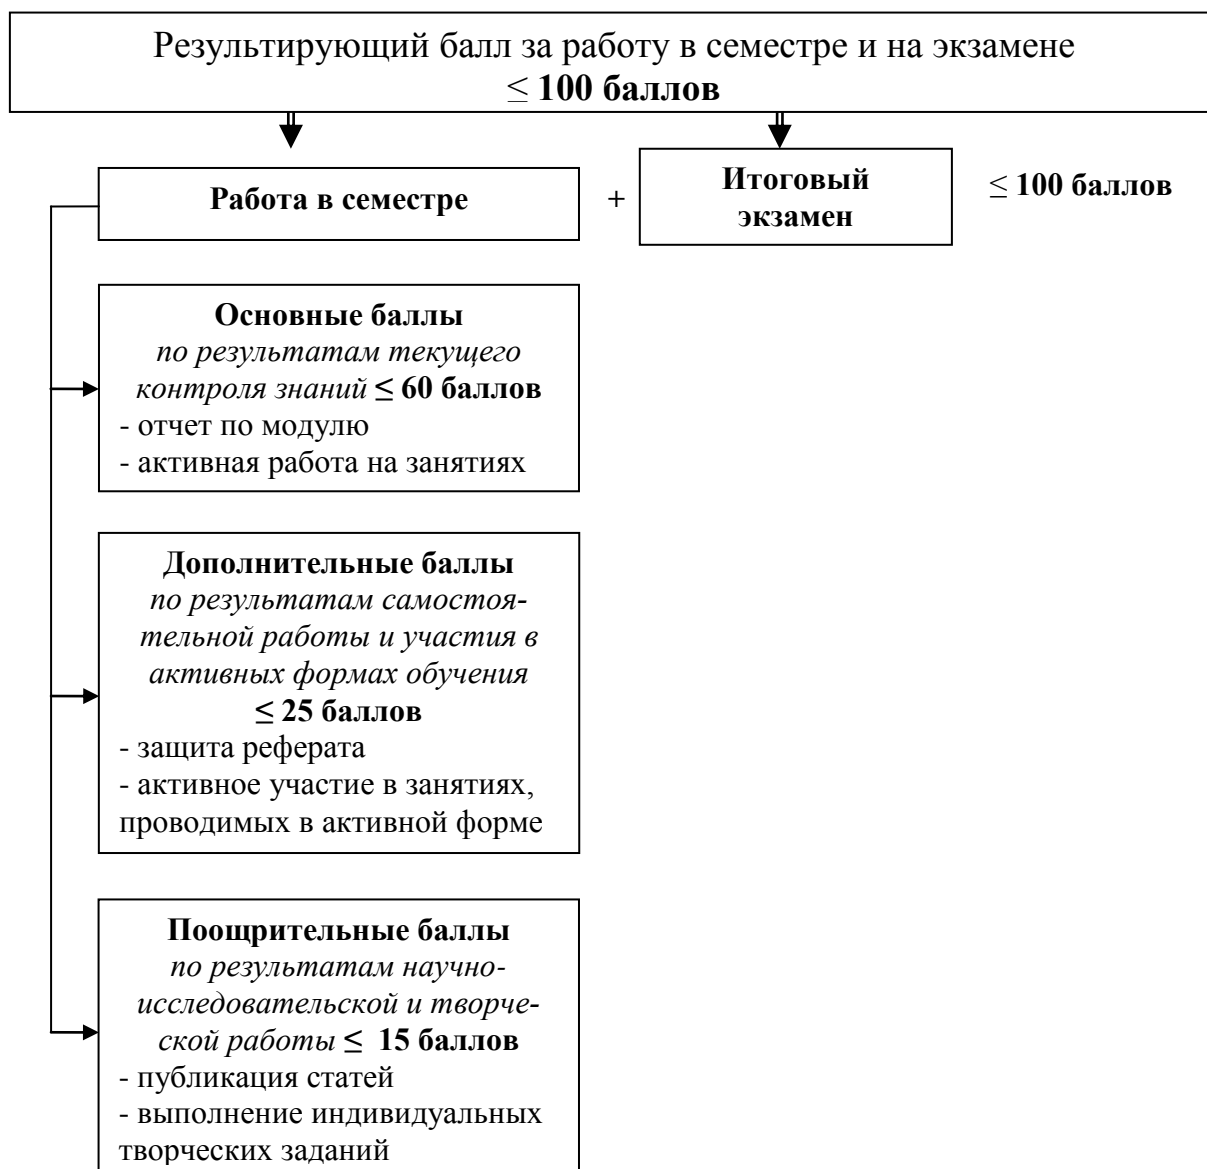 Результирующий балл за работу в семестре и на экзамене
≤ 100 баллов
Работа в семестре
+
Итоговый
экзамен
≤ 100 баллов
Основные баллы
по результатам текущего
контроля знаний ≤ 60 баллов
- отчет по модулю
- активная работа на занятиях
Дополнительные баллы
по результатам самостоя-
тельной работы и участия в
активных формах обучения
≤ 25 баллов
- защита реферата
- активное участие в занятиях,
проводимых в активной форме
Поощрительные баллы
по результатам научно-
исследовательской и творче-
ской работы ≤ 15 баллов
- публикация статей
- выполнение индивидуальных
творческих заданий